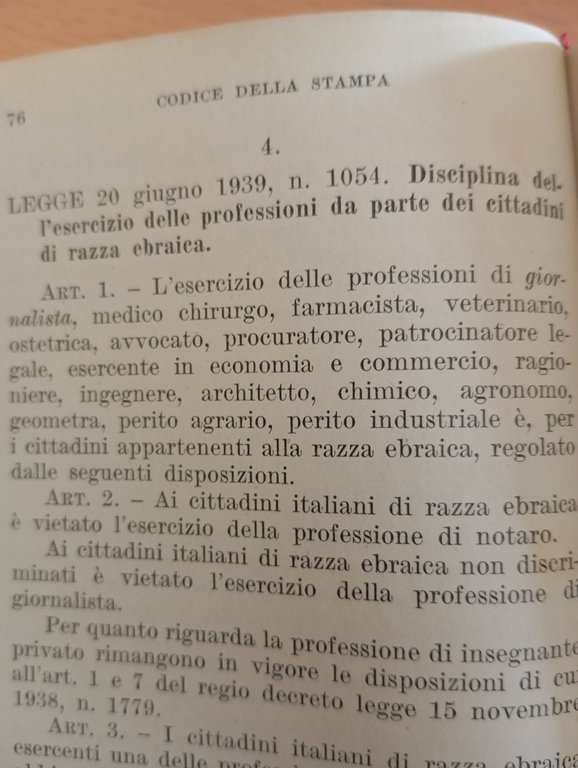 76
CODICE DELLA STAMPA
4.
LEGGE 20 giugno 1939, n. 1054. Disciplina del-
l'esercizio delle professioni da parte dei cittadini
di razza ebraica.
ART. 1. – L'esercizio delle professioni di gior-
nalista, medico chirurgo, farmacista, veterinario,
ostetrica, avvocato, procuratore, patrocinatore le-
gale, esercente in economia e commercio, ragio-
niere, ingegnere, architetto, chimico, agronomo,
geometra, perito agrario, perito industriale è, per
i cittadini appartenenti alla razza ebraica, regolato
dalle seguenti disposizioni.
ART. 2. – Ai cittadini italiani di razza ebraica
è vietato l'esercizio della professione di notaro.
Ai cittadini italiani di razza ebraica non discri-
minati è vietato l'esercizio della professione di
giornalista.
Per quanto riguarda la professione di insegnante
privato rimangono in vigore le disposizioni di cui
all'art. 1 e 7 del regio decreto legge 15 novembre
1938, n. 1779.
ART. 3. – I cittadini italiani di razza ebraica
esercenti una delle